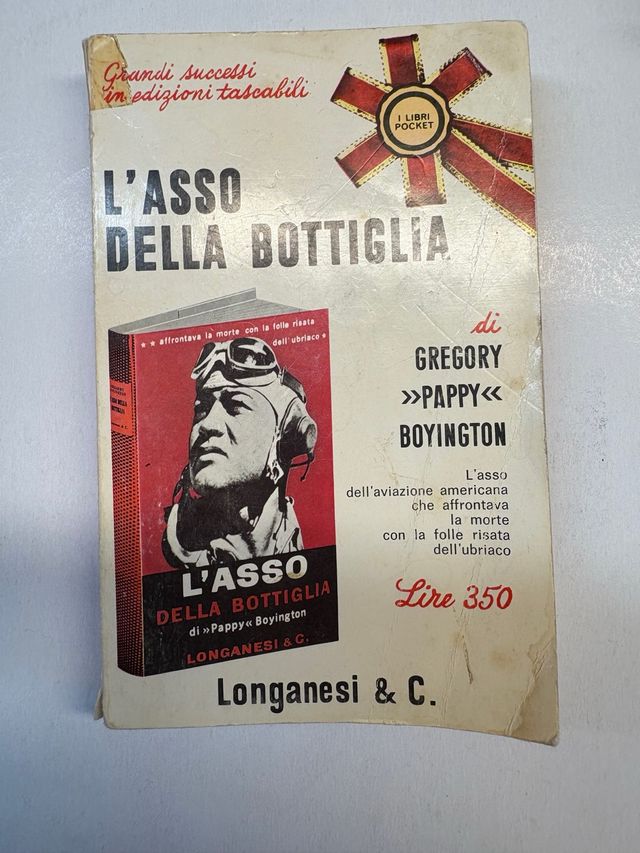 Grandi successi
in edizioni tascabili
I LIBRI
POCKET
L'ASSO
DELLA BOTTIGLIA
di
GREGORY
»PAPPY«
BOYINGTON
L'asso
dell'aviazione americana
che affrontava
la morte
con la folle risata
dell'ubriaco
Lire 350
** affrontava la morte con la folle risata
dell'ubriaco *
L'ASSO
DELLA BOTTIGLIA
di »Pappy« Boyington
LONGANESI & C.
Longanesi & C.